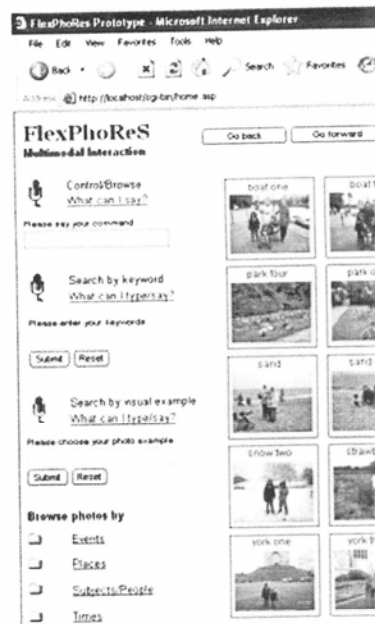 FlexPhoRes Prototype - Microsoft Internet Explorer
File Edit View Favorites Tools Help
Back Search Favorites
Address http://localhost/cgi-bin/home.asp
FlexPhoReS
Multimodal Interaction
Go back Go forward
Control/Browse
What can I say?
Please say your command
Search by keyword
What can I type/say?
Please enter your keywords
Submit Reset
Search by visual example
What can I type/say?
Please choose your photo example
Submit Reset
Browse photos by
Events
Places
Subjects/People
Times
boat one boat
park four park
sand sand
snow two
york one york